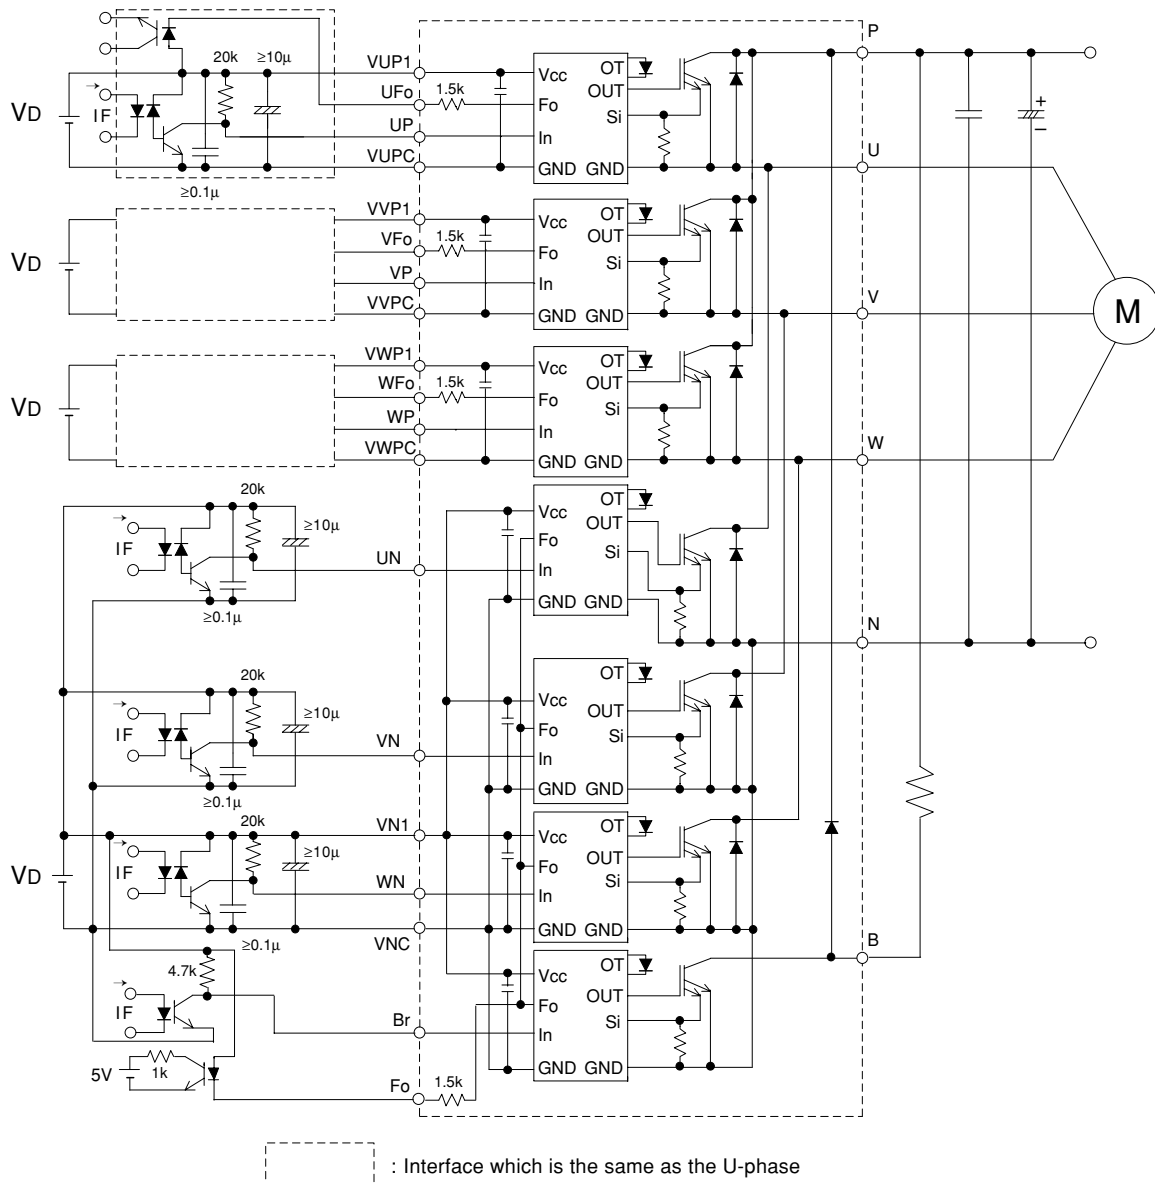 P
20k
≥10μ
VUP1
Vcc
OT
OUT
UFo
1.5k
Fo
VD
IF
Si
+
–
UP
In
VUPC
GND GND
U
≥0.1μ
VVP1
Vcc
OT
VFo
1.5k
Fo
OUT
VD
Si
VP
In
VVPC
GND GND
V
M
VWP1
Vcc
OT
WFo
1.5k
Fo
OUT
VD
Si
WP
In
VWPC
GND GND
W
20k
≥10μ
IF
Vcc
OT
OUT
Fo
Si
UN
In
GND GND
≥0.1μ
N
20k
≥10μ
IF
Vcc
OT
OUT
Fo
Si
VN
In
GND GND
≥0.1μ
20k
≥10μ
VN1
Vcc
OT
IF
OUT
Fo
VD
Si
WN
In
VNC
GND GND
≥0.1μ
B
4.7k
Vcc
OT
IF
OUT
Fo
Si
Br
In
5V
1k
GND GND
Fo
1.5k
: Interface which is the same as the U-phase